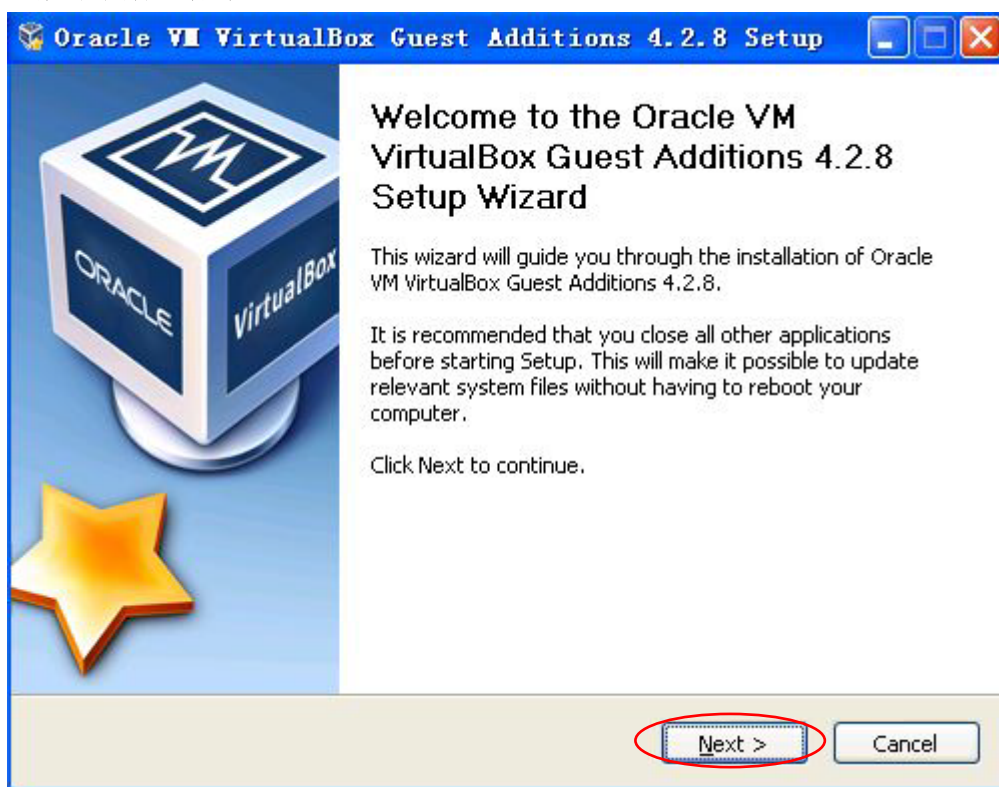 Oracle VM VirtualBox Guest Additions 4.2.8 Setup
Welcome to the Oracle VM
VirtualBox Guest Additions 4.2.8
Setup Wizard
This wizard will guide you through the installation of Oracle
VM VirtualBox Guest Additions 4.2.8.
It is recommended that you close all other applications
before starting Setup. This will make it possible to update
relevant system files without having to reboot your
computer.
Click Next to continue.
ORACLE
VirtualBox
Next >
Cancel